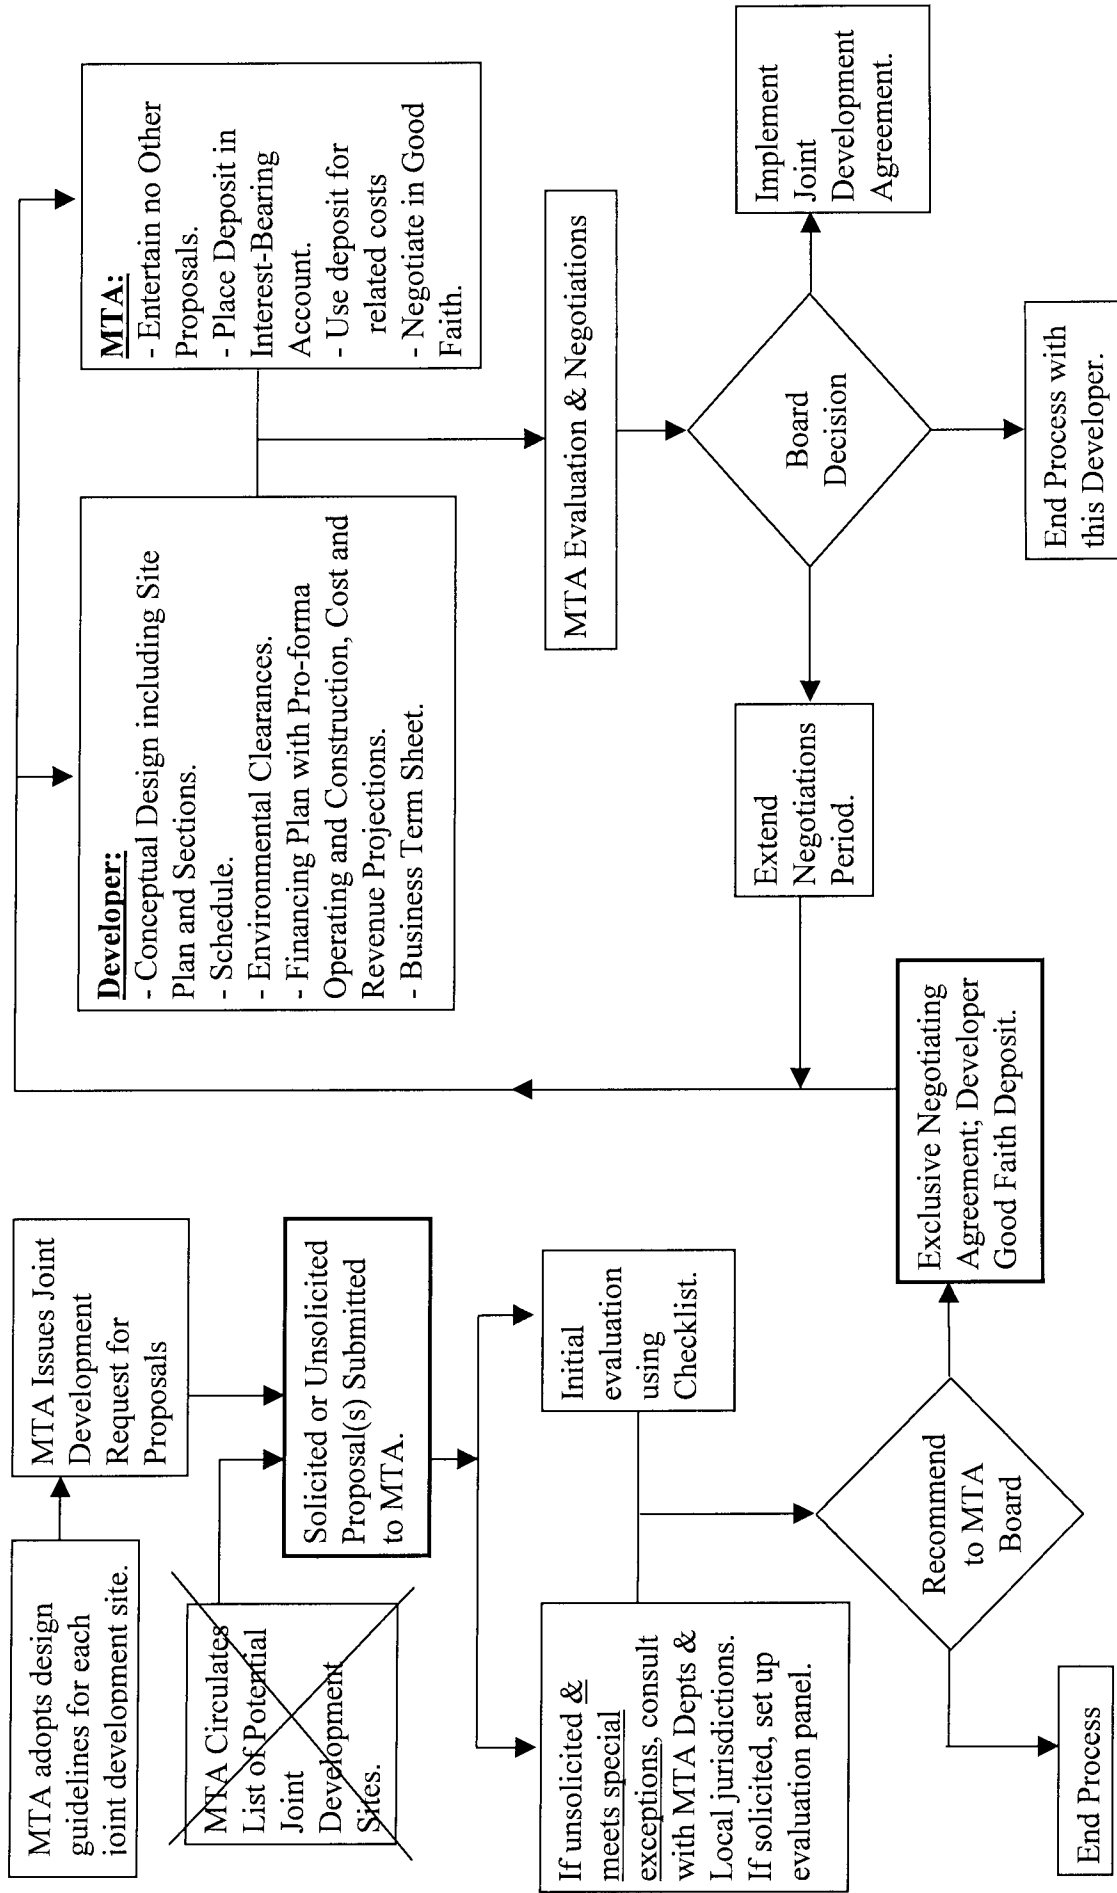 MTA adopts design
guidelines for each
joint development site.
MTA Issues Joint
Development
Request for
Proposals
MTA Circulates
List of Potential
Joint
Development
Sites.
Solicited or Unsolicited
Proposal(s) Submitted
to MTA.
If unsolicited &
meets special
exceptions, consult
with MTA Depts &
Local jurisdictions.
If solicited, set up
evaluation panel.
Initial
evaluation
using
Checklist.
Recommend
to MTA
Board
End Process
Exclusive Negotiating
Agreement; Developer
Good Faith Deposit.
Developer:
- Conceptual Design including Site
Plan and Sections.
- Schedule.
- Environmental Clearances.
- Financing Plan with Pro-forma
Operating and Construction, Cost and
Revenue Projections.
- Business Term Sheet.
MTA:
- Entertain no Other
Proposals.
- Place Deposit in
Interest-Bearing
Account.
- Use deposit for
related costs
- Negotiate in Good
Faith.
MTA Evaluation & Negotiations
Board
Decision
Extend
Negotiations
Period.
Implement
Joint
Development
Agreement.
End Process with
this Developer.